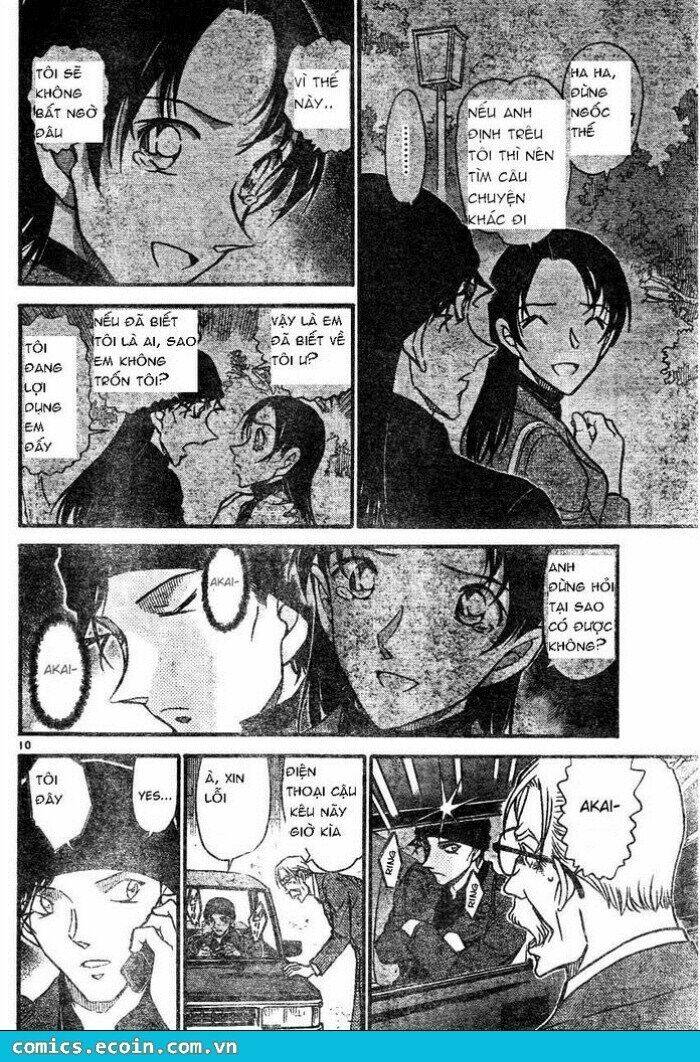 HA HA,
ĐỪNG
NGỐC
THẾ
NẾU ANH
ĐỊNH TRÊU
TÔI THÌ NÊN
TÌM CÂU
CHUYỆN
KHÁC ĐI
........
VÌ THẾ
NÀY..
TÔI SẼ
KHÔNG
BẤT NGỜ
ĐÂU
VẬY LÀ EM
ĐÃ BIẾT VỀ
TÔI Ư?
NẾU ĐÃ BIẾT
TÔI LÀ AI, SAO
EM KHÔNG
TRỐN TÔI?
TÔI
ĐANG
LỢI
DỤNG
EM
ĐẤY
ANH
ĐỪNG HỎI
TẠI SAO
CÓ ĐƯỢC
KHÔNG?
AKAI-
AKAI-
10
AKAI-
RING
RING
ĐIỆN
THOẠI CẬU
KÊU NÃY
GIỜ KÌA
À, XIN
LỖI
YES...
TÔI
ĐÂY
comics.ecoin.com.vn